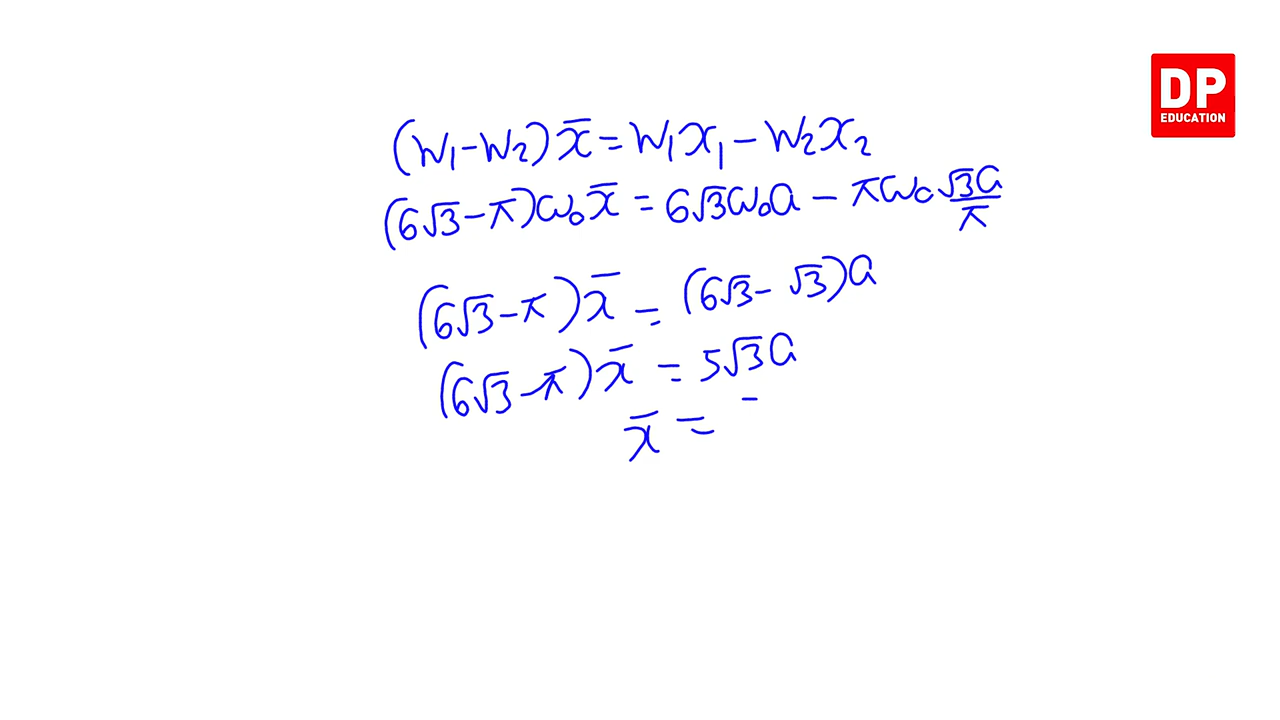 DP
EDUCATION
(W₁-W₂)x̄ = W₁x₁ - W₂x₂
(6√3-π)ω₀x̄ = 6√3ω₀a - πω₀ √3a/π
(6√3-π)x̄ = (6√3-√3)a
(6√3-π)x̄ = 5√3a
x̄ =